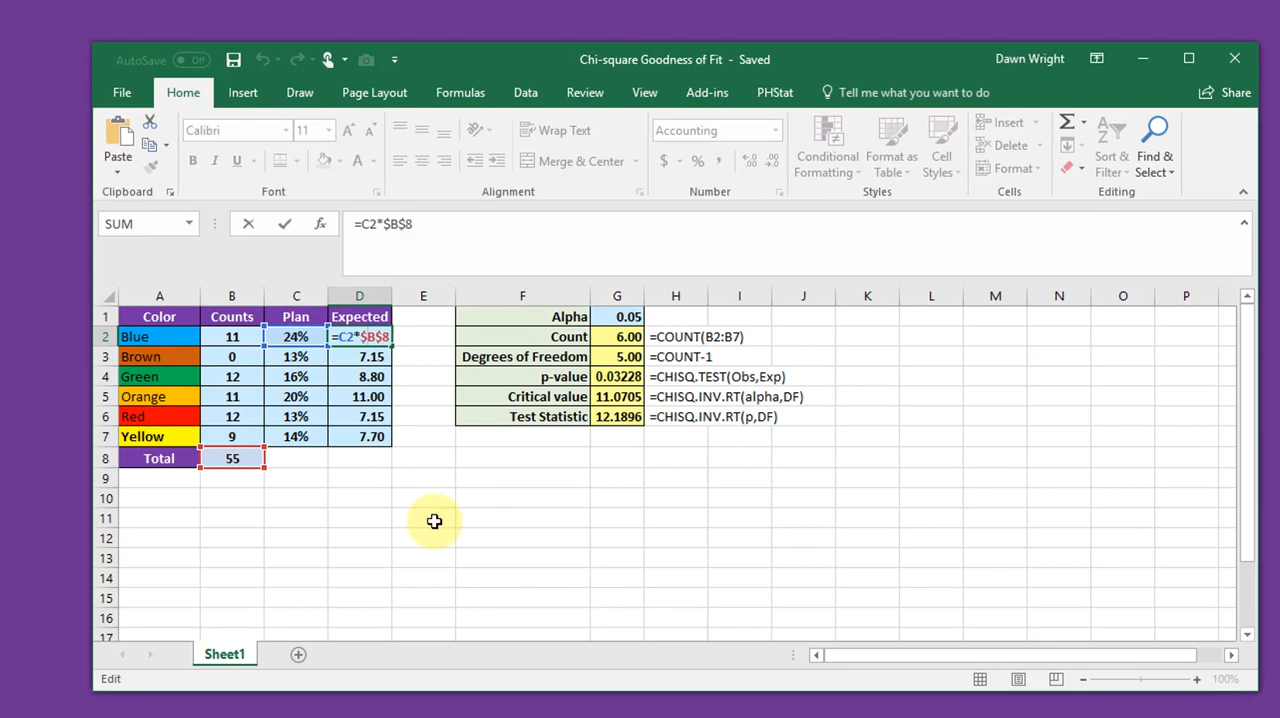 AutoSave Off
Chi-square Goodness of Fit - Saved
Dawn Wright
File Home Insert Draw Page Layout Formulas Data Review View Add-ins PHStat Tell me what you want to do Share
Paste
Calibri 11
B I U
Wrap Text
Merge & Center
Accounting
$ % ,
Conditional Formatting
Format as Table
Cell Styles
Insert
Delete
Format
Sort & Filter
Find & Select
Clipboard Font Alignment Number Styles Cells Editing
SUM fx =C2*$B$8
A B C D E F G H I J K L M N O P
1 Color Counts Plan Expected Alpha 0.05
2 Blue 11 24% =C2*$B$8 Count 6.00 =COUNT(B2:B7)
3 Brown 0 13% 7.15 Degrees of Freedom 5.00 =COUNT-1
4 Green 12 16% 8.80 p-value 0.03228 =CHISQ.TEST(Obs,Exp)
5 Orange 11 20% 11.00 Critical value 11.0705 =CHISQ.INV.RT(alpha,DF)
6 Red 12 13% 7.15 Test Statistic 12.1896 =CHISQ.INV.RT(p,DF)
7 Yellow 9 14% 7.70
8 Total 55
9
10
11
12
13
14
15
16
17
Sheet1
Edit 100%